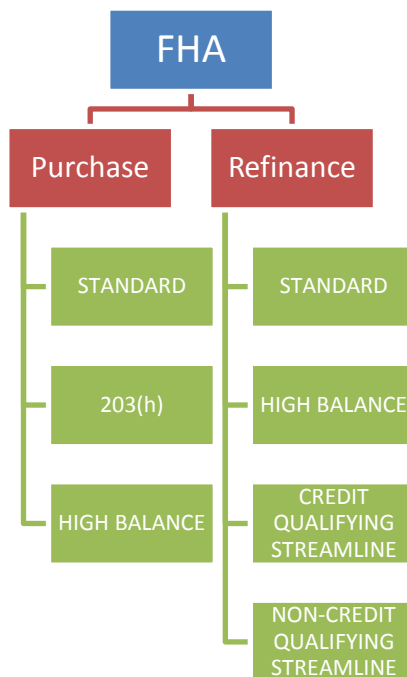 FHA
Purchase
Refinance
STANDARD
203(h)
HIGH BALANCE
STANDARD
HIGH BALANCE
CREDIT
QUALIFYING
STREAMLINE
NON-CREDIT
QUALIFYING
STREAMLINE